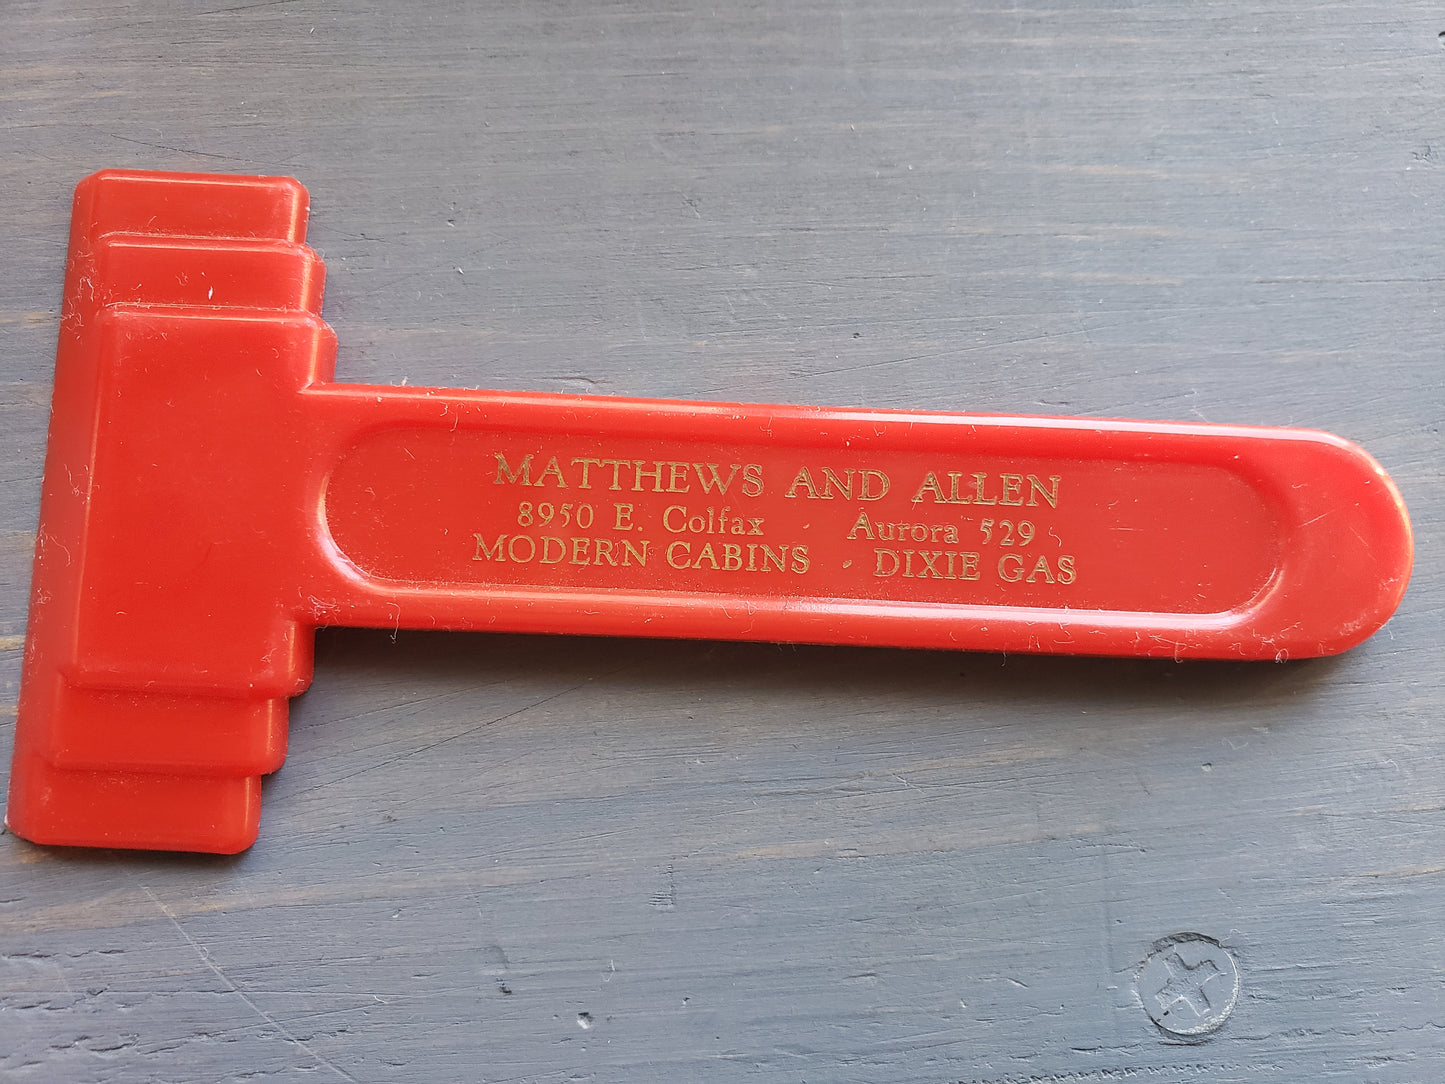 MATTHEWS AND ALLEN
8950 E. Colfax Aurora 529
MODERN CABINS · DIXIE GAS